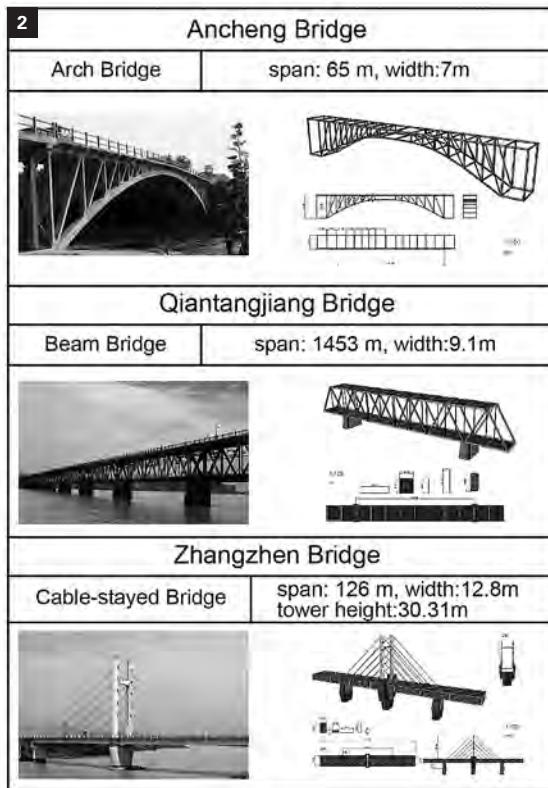 2
Ancheng Bridge
Arch Bridge
span: 65 m, width:7m
Qiantangjiang Bridge
Beam Bridge
span: 1453 m, width:9.1m
Zhangzhen Bridge
Cable-stayed Bridge
span: 126 m, width:12.8m
tower height:30.31m